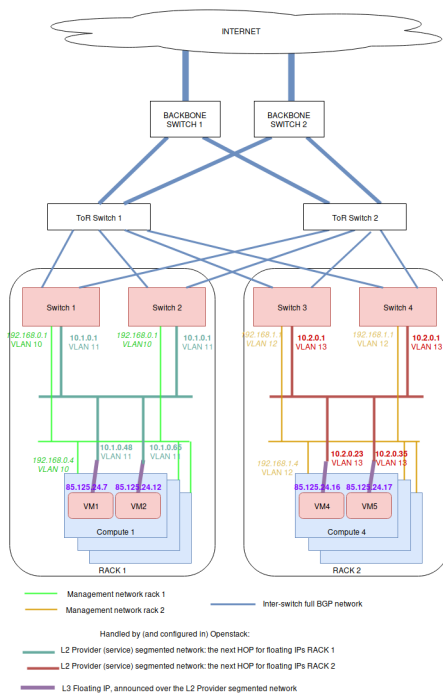 INTERNET
BACKBONE
SWITCH 1
BACKBONE
SWITCH 2
ToR Switch 1
ToR Switch 2
Switch 1
Switch 2
Switch 3
Switch 4
192.168.0.1
VLAN 10
10.1.0.1
VLAN 11
192.168.0.1
VLAN10
10.1.0.1
VLAN 11
192.168.1.1
VLAN 12
10.2.0.1
VLAN 13
192.168.1.1
VLAN 12
10.2.0.1
VLAN 13
192.168.0.4
VLAN 10
10.1.0.48
VLAN 11
10.1.0.65
VLAN 11
192.168.1.4
VLAN 12
10.2.0.23
VLAN 13
10.2.0.35
VLAN 13
85.125.24.7
85.125.24.12
85.125.24.16
85.125.24.17
VM1
VM2
VM4
VM5
Compute 1
Compute 4
RACK 1
RACK 2
Management network rack 1
Management network rack 2
Inter-switch full BGP network
Handled by (and configured in) Openstack:
L2 Provider (service) segmented network: the next HOP for floating IPs RACK 1
L2 Provider (service) segmented network: the next HOP for floating IPs RACK 2
L3 Floating IP, announced over the L2 Provider segmented network